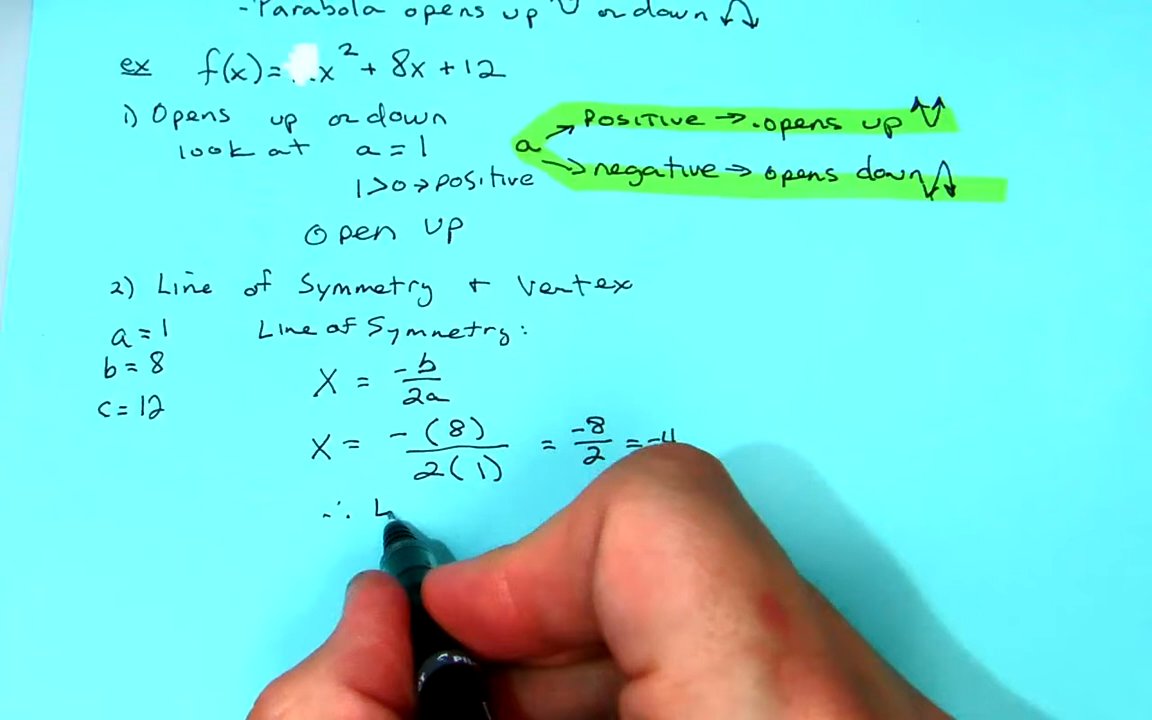 - Parabola opens up or down
ex f(x) = x² + 8x + 12
1) Opens up or down
look at a = 1
1 > 0 → positive
Open up
a → POSITIVE → opens up
→ negative → opens down
2) Line of Symmetry + Vertex
a = 1
b = 8
c = 12
Line of Symmetry:
X = -b/2a
X = -(8)/2(1) = -8/2 = -4
∴ L